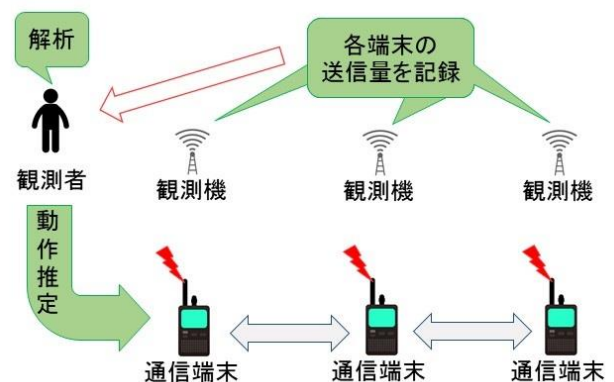 解析
各端末の
送信量を記録
観測者
観測機
観測機
観測機
動作推定
通信端末
通信端末
通信端末